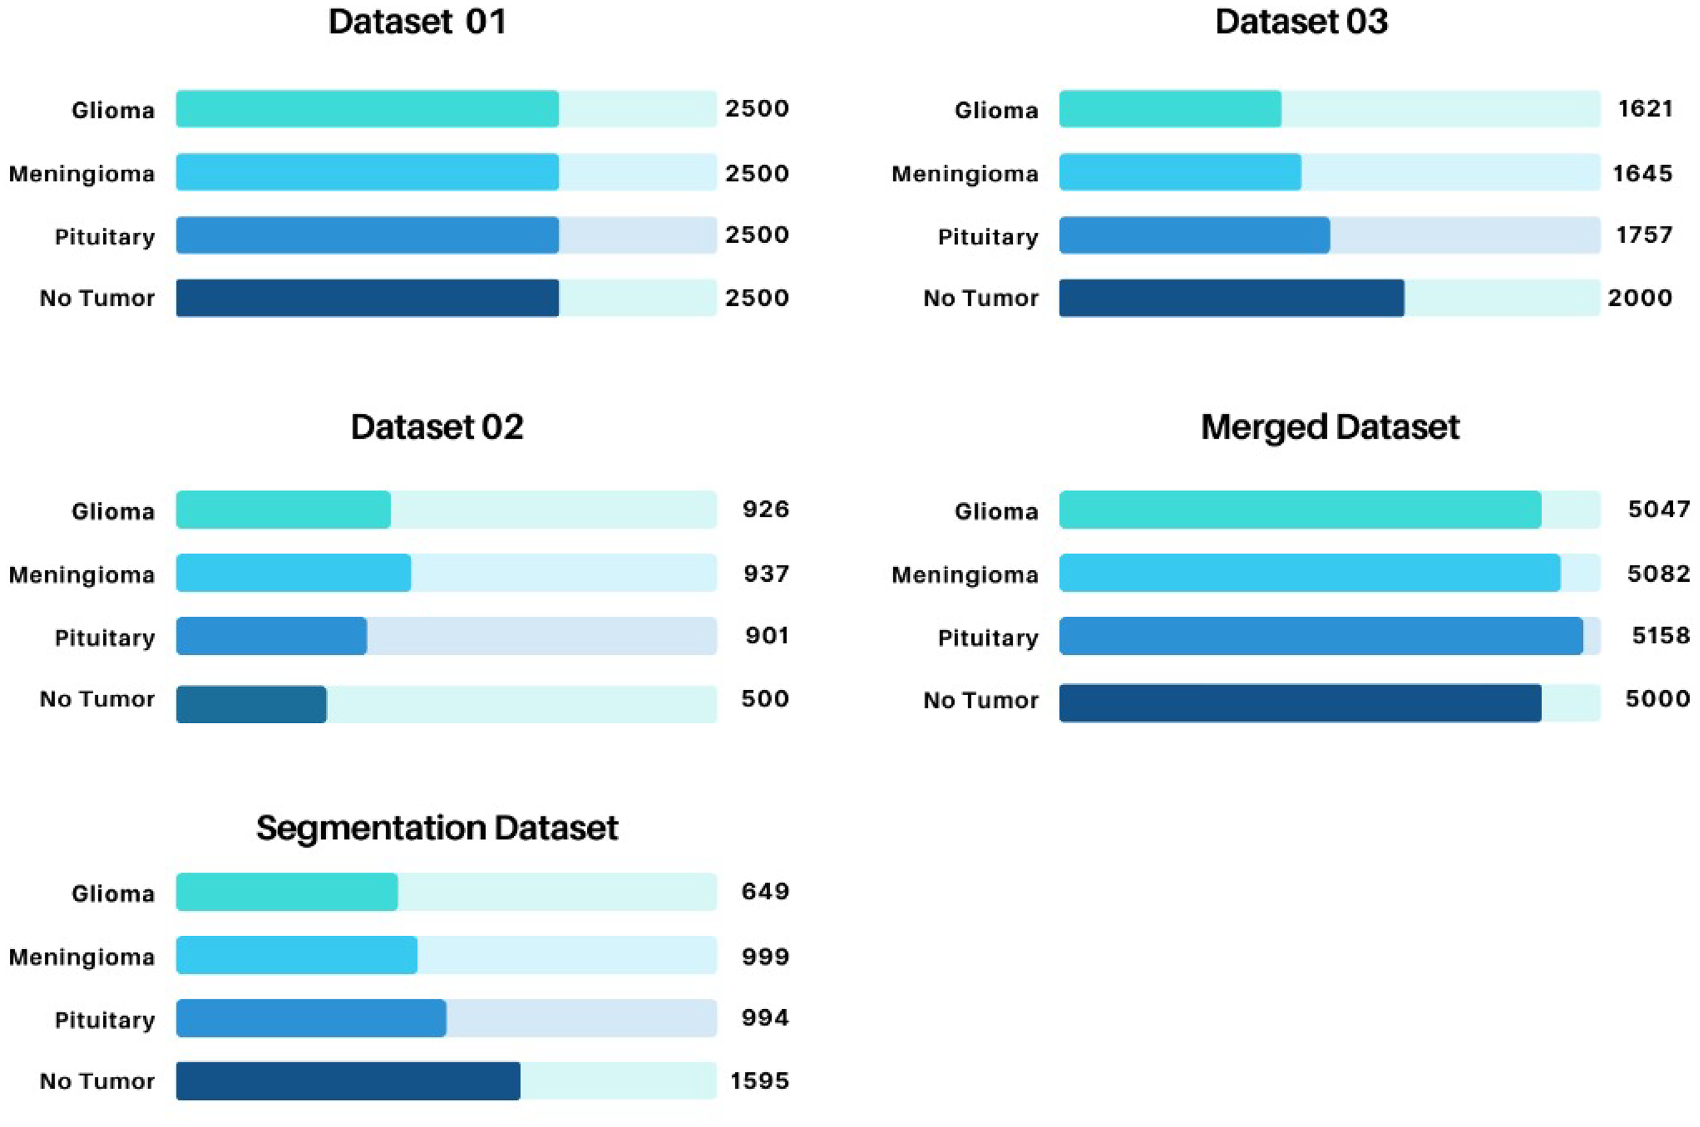 Dataset 01
Glioma 2500
Meningioma 2500
Pituitary 2500
No Tumor 2500
Dataset 03
Glioma 1621
Meningioma 1645
Pituitary 1757
No Tumor 2000
Dataset 02
Glioma 926
Meningioma 937
Pituitary 901
No Tumor 500
Merged Dataset
Glioma 5047
Meningioma 5082
Pituitary 5158
No Tumor 5000
Segmentation Dataset
Glioma 649
Meningioma 999
Pituitary 994
No Tumor 1595